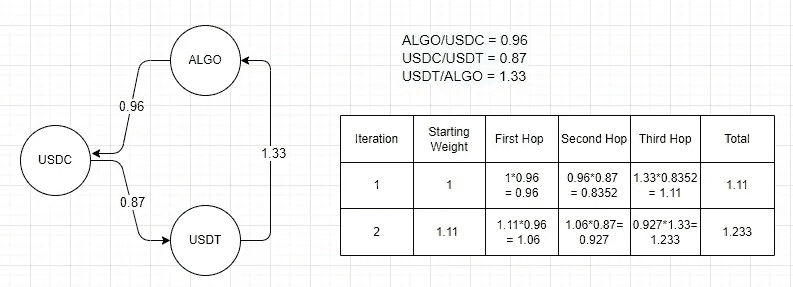 ALGO
0.96
USDC
1.33
0.87
USDT
ALGO/USDC = 0.96
USDC/USDT = 0.87
USDT/ALGO = 1.33
Iteration
Starting
Weight
First Hop
Second Hop
Third Hop
Total
1
1
1*0.96
= 0.96
0.96*0.87
= 0.8352
1.33*0.8352
= 1.11
1.11
2
1.11
1.11*0.96
= 1.06
1.06*0.87=
0.927
0.927*1.33=
1.233
1.233